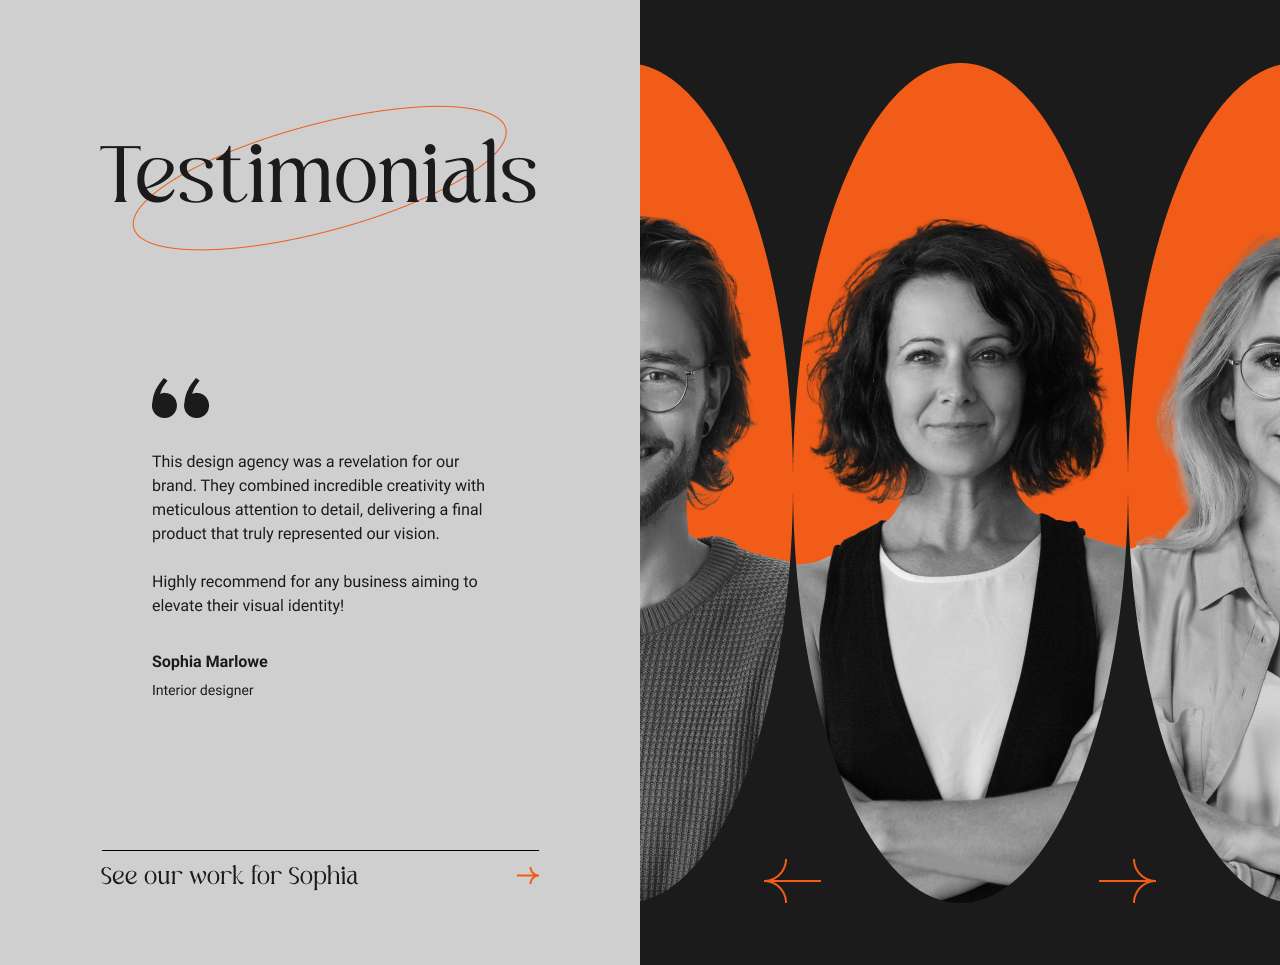 Testimonials
This design agency was a revelation for our
brand. They combined incredible creativity with
meticulous attention to detail, delivering a final
product that truly represented our vision.
Highly recommend for any business aiming to
elevate their visual identity!
Sophia Marlowe
Interior designer
See our work for Sophia